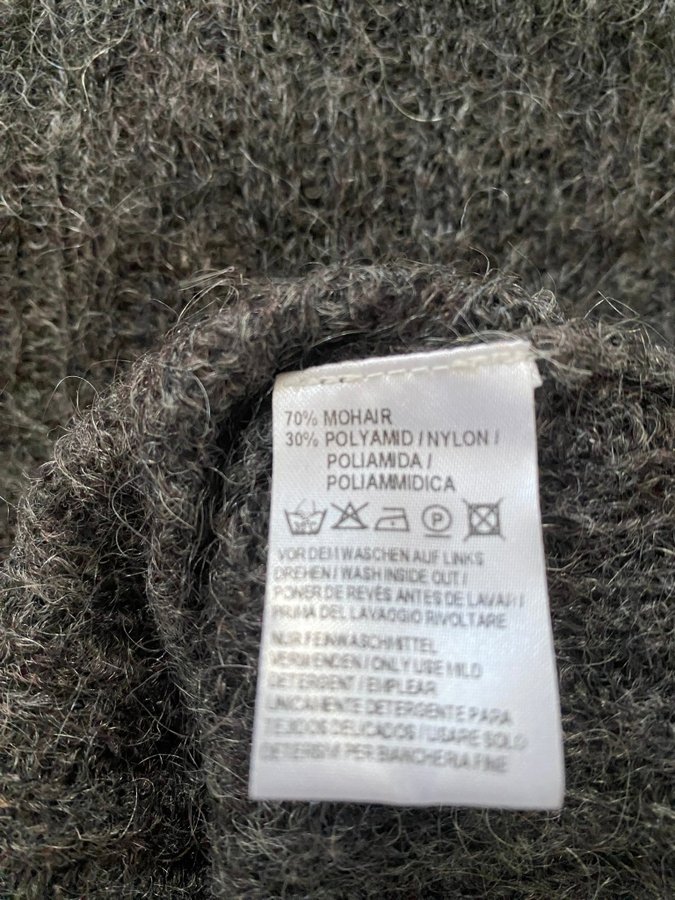 70% MOHAIR
30% POLYAMID / NYLON /
POLIAMIDA /
POLIAMMIDICA
P
VOR DEM WASCHEN AUF LINKS
DREHEN / WASH INSIDE OUT /
PONER DE REVÉS ANTES DE LAVAR /
PRIMA DEL LAVAGGIO RIVOLTARE
NUR FEINWASCHMITTEL
VERWENDEN / ONLY USE MILD
DETERGENT / EMPLEAR
UNICAMENTE DETERGENTE PARA
TEJIDOS DELICADOS / USARE SOLO
DETERSIVI PER BIANCHERIA FINE